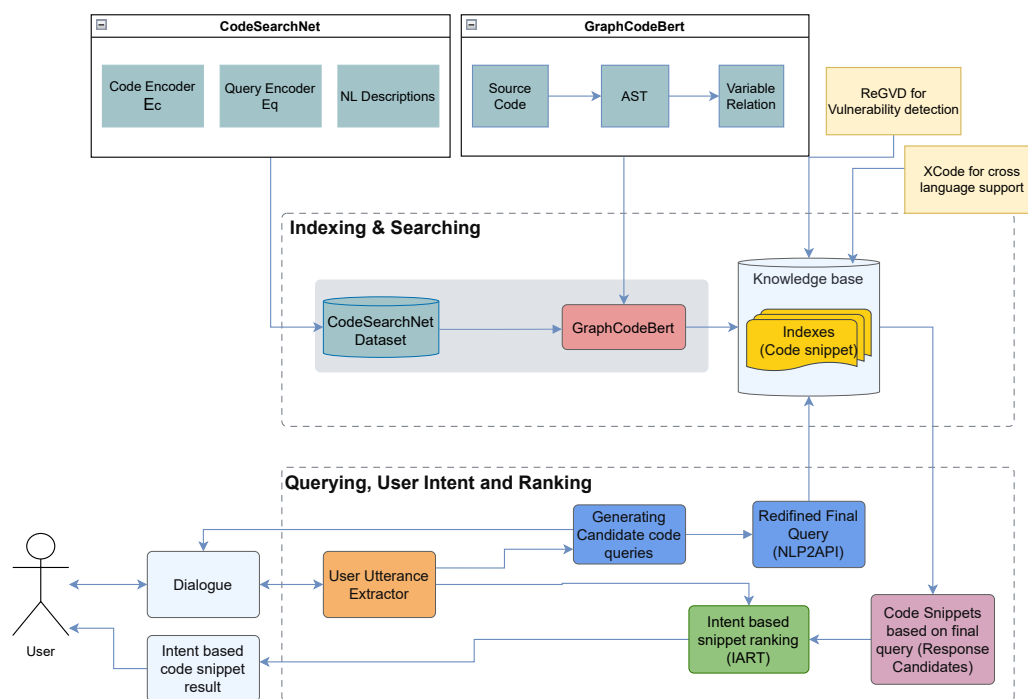 CodeSearchNet
GraphCodeBert
Code Encoder
Ec
Query Encoder
Eq
NL Descriptions
Source
Code
AST
Variable
Relation
ReGVD for
Vulnerability detection
XCode for cross
language support
Indexing & Searching
Knowledge base
CodeSearchNet
Dataset
GraphCodeBert
Indexes
(Code snippet)
Querying, User Intent and Ranking
Generating
Candidate code
queries
Redifined Final
Query
(NLP2API)
Dialogue
User Utterance
Extractor
User
Intent based
code snippet
result
Intent based
snippet ranking
(IART)
Code Snippets
based on final
query (Response
Candidates)